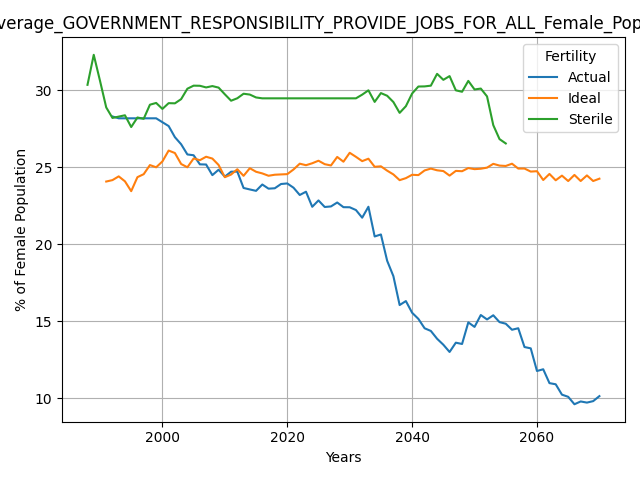 verage_GOVERNMENT_RESPONSIBILITY_PROVIDE_JOBS_FOR_ALL_Female_Pop
Fertility
Actual
Ideal
Sterile
% of Female Population
30
25
20
15
10
2000
2020
2040
2060
Years